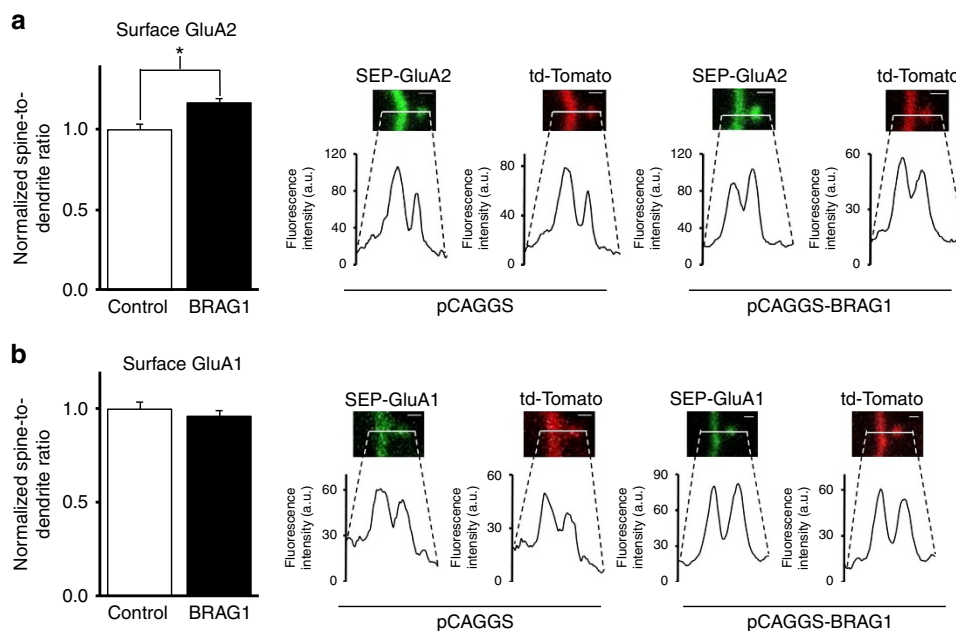 a
Surface GluA2
*
Normalized spine-to-
dendrite ratio
1.0
0.5
0.0
Control BRAG1
SEP-GluA2 td-Tomato SEP-GluA2 td-Tomato
Fluorescence
intensity (a.u.)
120
80
40
0
Fluorescence
intensity (a.u.)
80
40
0
Fluorescence
intensity (a.u.)
120
80
40
0
Fluorescence
intensity (a.u.)
60
30
0
pCAGGS pCAGGS-BRAG1
b
Surface GluA1
Normalized spine-to-
dendrite ratio
1.0
0.5
0.0
Control BRAG1
SEP-GluA1 td-Tomato SEP-GluA1 td-Tomato
Fluorescence
intensity (a.u.)
60
30
0
Fluorescence
intensity (a.u.)
60
30
0
Fluorescence
intensity (a.u.)
90
60
30
0
Fluorescence
intensity (a.u.)
60
30
0
pCAGGS pCAGGS-BRAG1